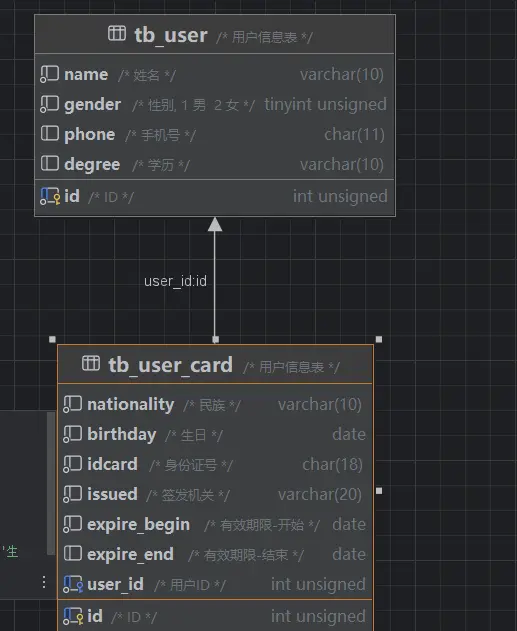 tb_user /* 用户信息表 */
name /* 姓名 */ varchar(10)
gender /* 性别, 1 男 2 女 */ tinyint unsigned
phone /* 手机号 */ char(11)
degree /* 学历 */ varchar(10)
id /* ID */ int unsigned
user_id:id
tb_user_card /* 用户信息表 */
nationality /* 民族 */ varchar(10)
birthday /* 生日 */ date
idcard /* 身份证号 */ char(18)
issued /* 签发机关 */ varchar(20)
expire_begin /* 有效期限-开始 */ date
'生
expire_end /* 有效期限-结束 */ date
user_id /* 用户ID */ int unsigned
id /* ID */ int unsigned